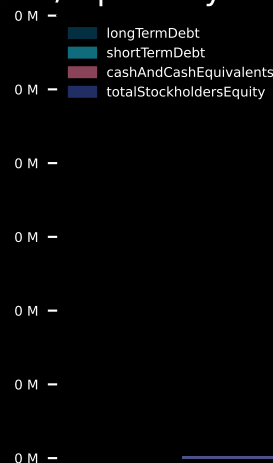 0 M
longTermDebt
shortTermDebt
cashAndCashEquivalents
0 M
totalStockholdersEquity
0 M
0 M
0 M
0 M
0 M